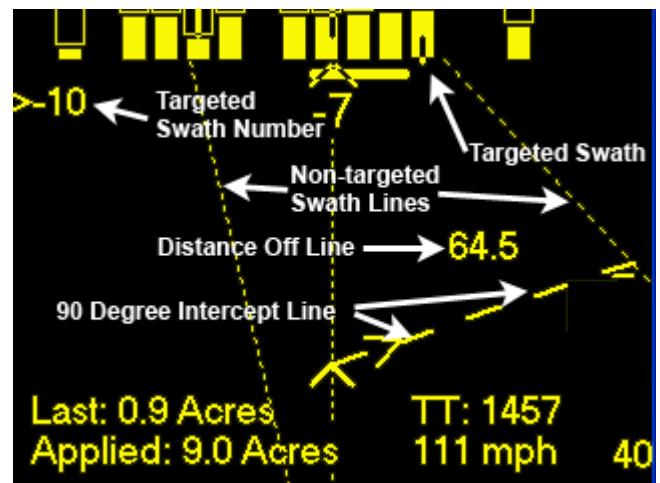 >-10
Targeted
Swath Number
-7
Targeted Swath
Non-targeted
Swath Lines
Distance Off Line
64.5
90 Degree Intercept Line
Last: 0.9 Acres
TT: 1457
Applied: 9.0 Acres
111 mph
40